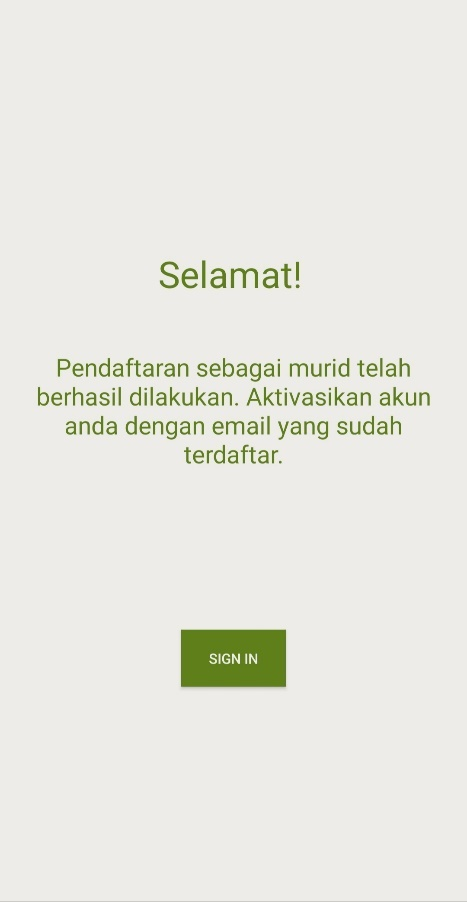 Selamat!
Pendaftaran sebagai murid telah
berhasil dilakukan. Aktivasikan akun
anda dengan email yang sudah
terdaftar.
SIGN IN